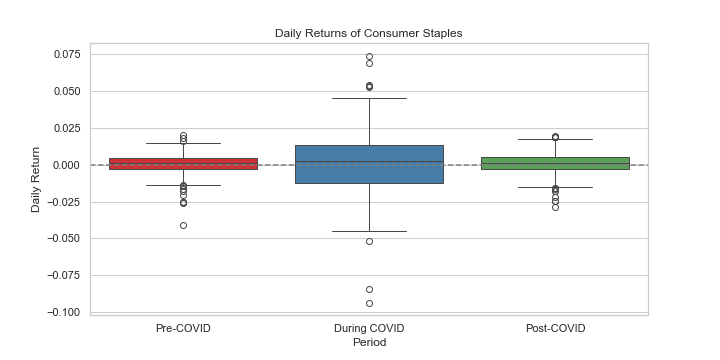 Daily Returns of Consumer Staples
0.075
0.050
0.025
0.000
−0.025
−0.050
−0.075
−0.100
Daily Return
Pre-COVID
During COVID
Post-COVID
Period